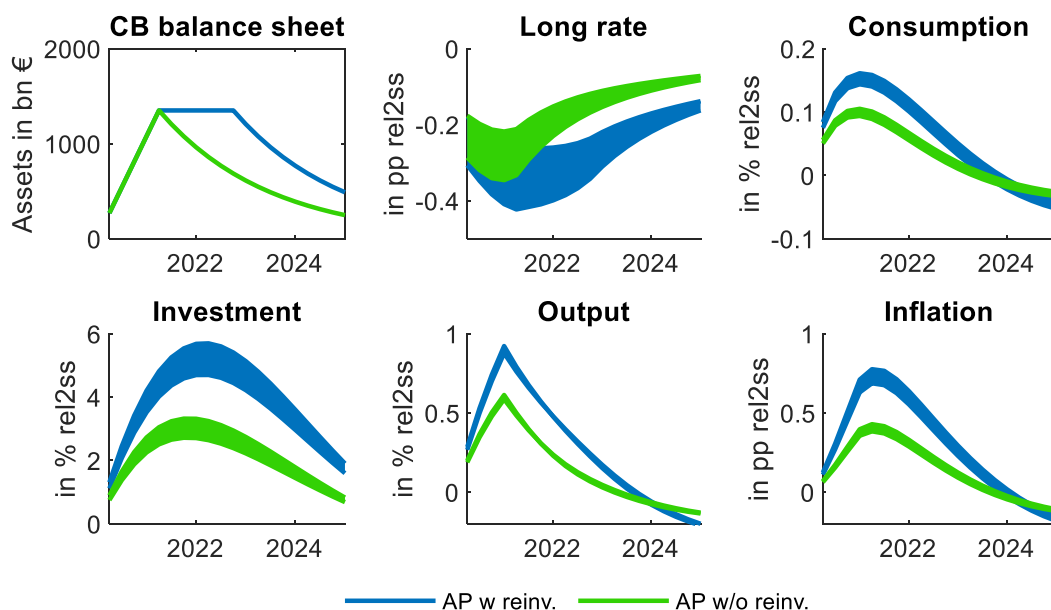 CB balance sheet
Assets in bn €
2000
1000
0
2022 2024
Long rate
in pp rel2ss
0
-0.2
-0.4
2022 2024
Consumption
in % rel2ss
0.2
0.1
0
-0.1
2022 2024
Investment
in % rel2ss
6
4
2
0
2022 2024
Output
in % rel2ss
1
0.5
0
2022 2024
Inflation
in pp rel2ss
1
0.5
0
2022 2024
AP w reinv. AP w/o reinv.